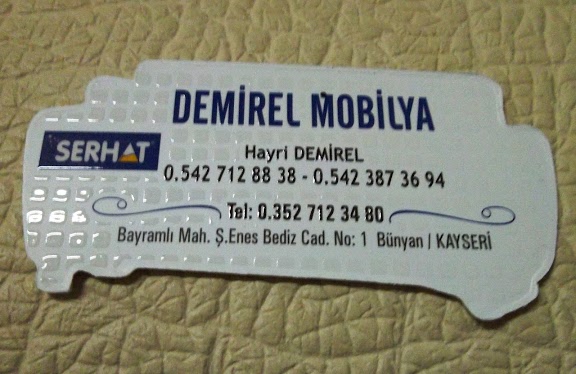 DEMİREL MOBİLYA
SERHAT
Hayri DEMİREL
0.542 712 88 38 - 0.542 387 36 94
Tel: 0.352 712 34 80
Bayramlı Mah. Ş.Enes Bediz Cad. No: 1 Bünyan / KAYSERİ